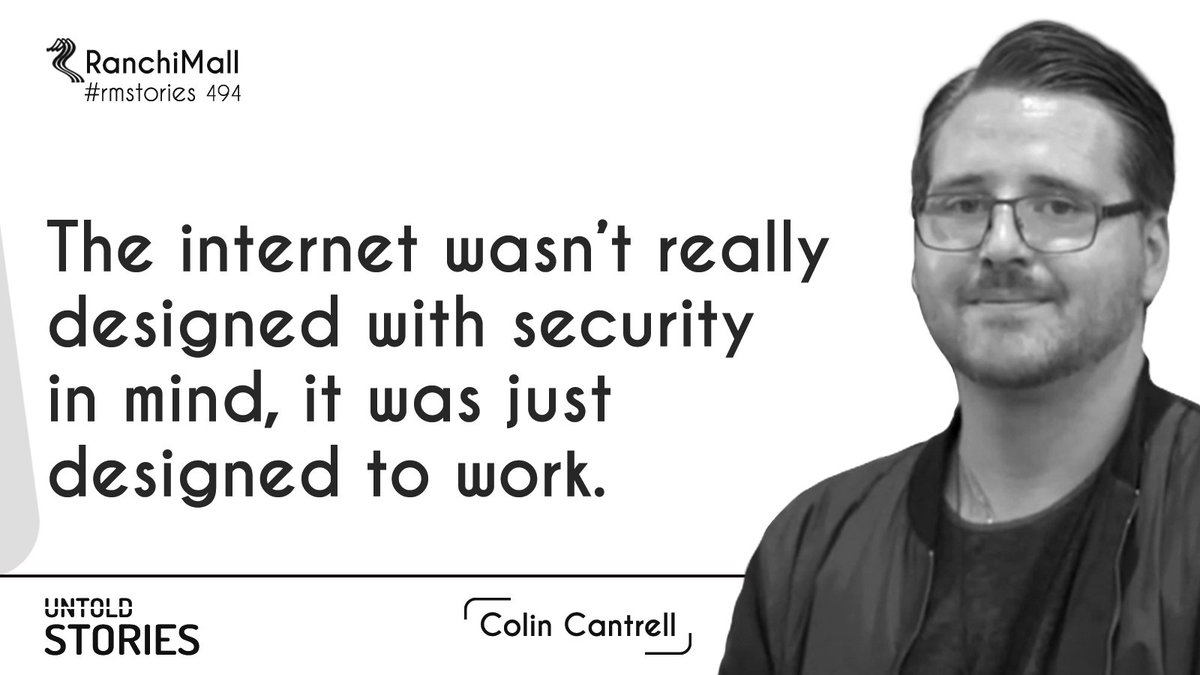 RanchiMall
#rmstories 494
The internet wasn’t really
designed with security
in mind, it was just
designed to work.
UNTOLD
STORIES
Colin Cantrell